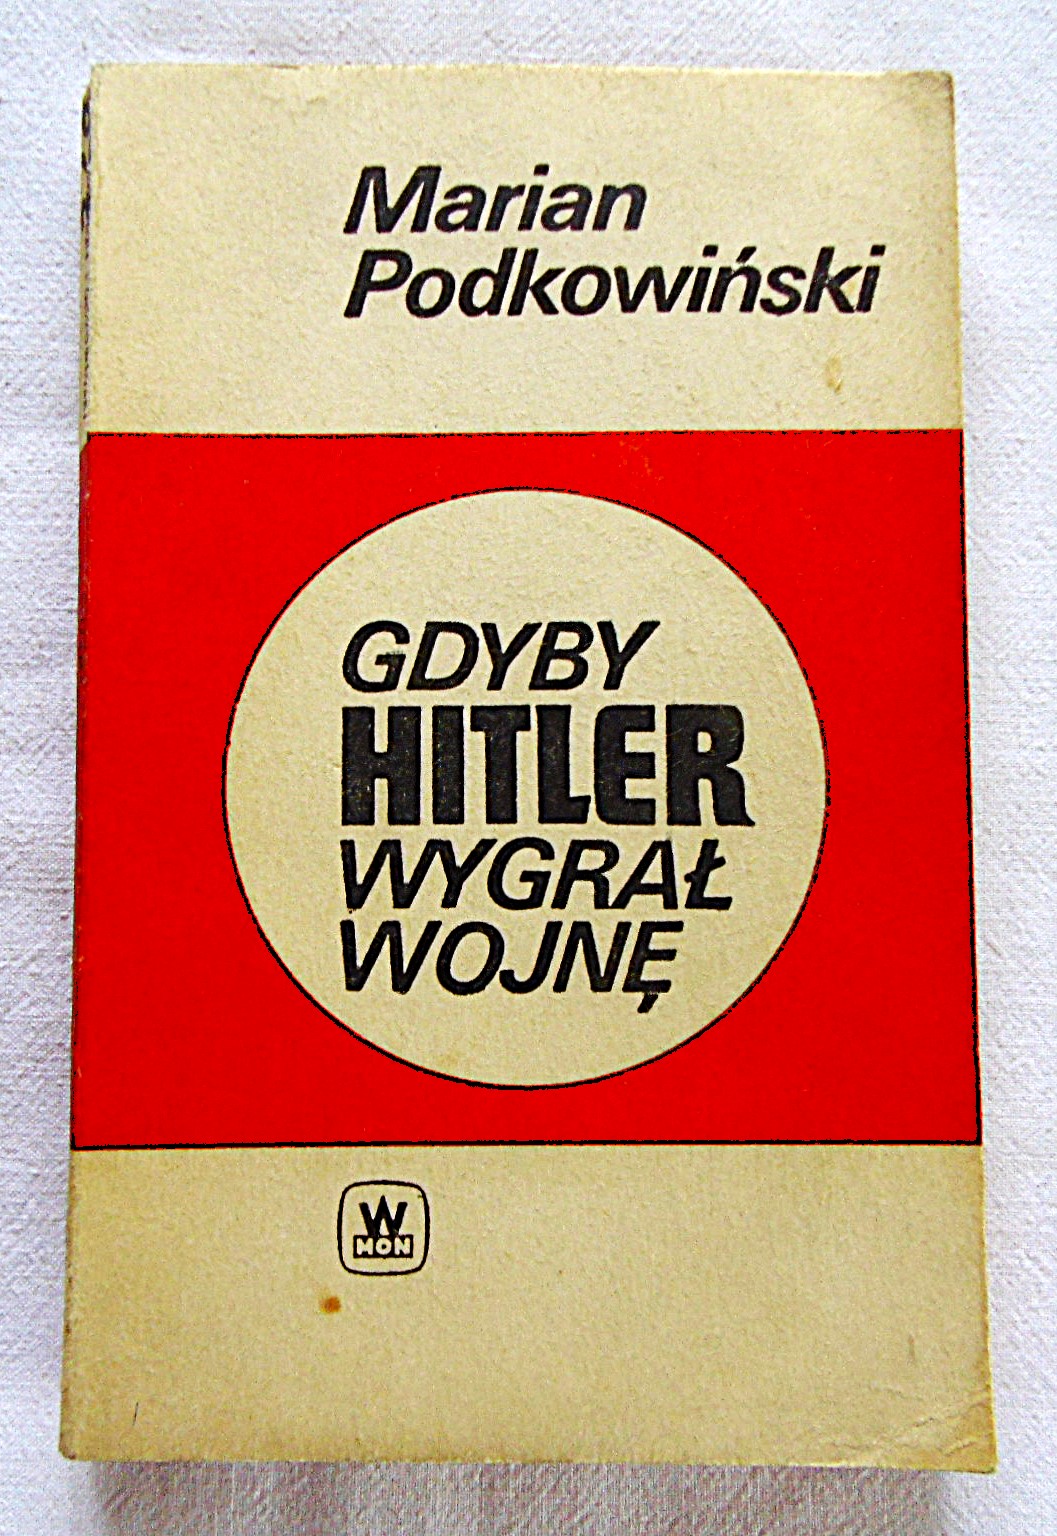 Marian
Podkowiński
GDYBY
HITLER
WYGRAŁ
WOJNĘ
W
MON